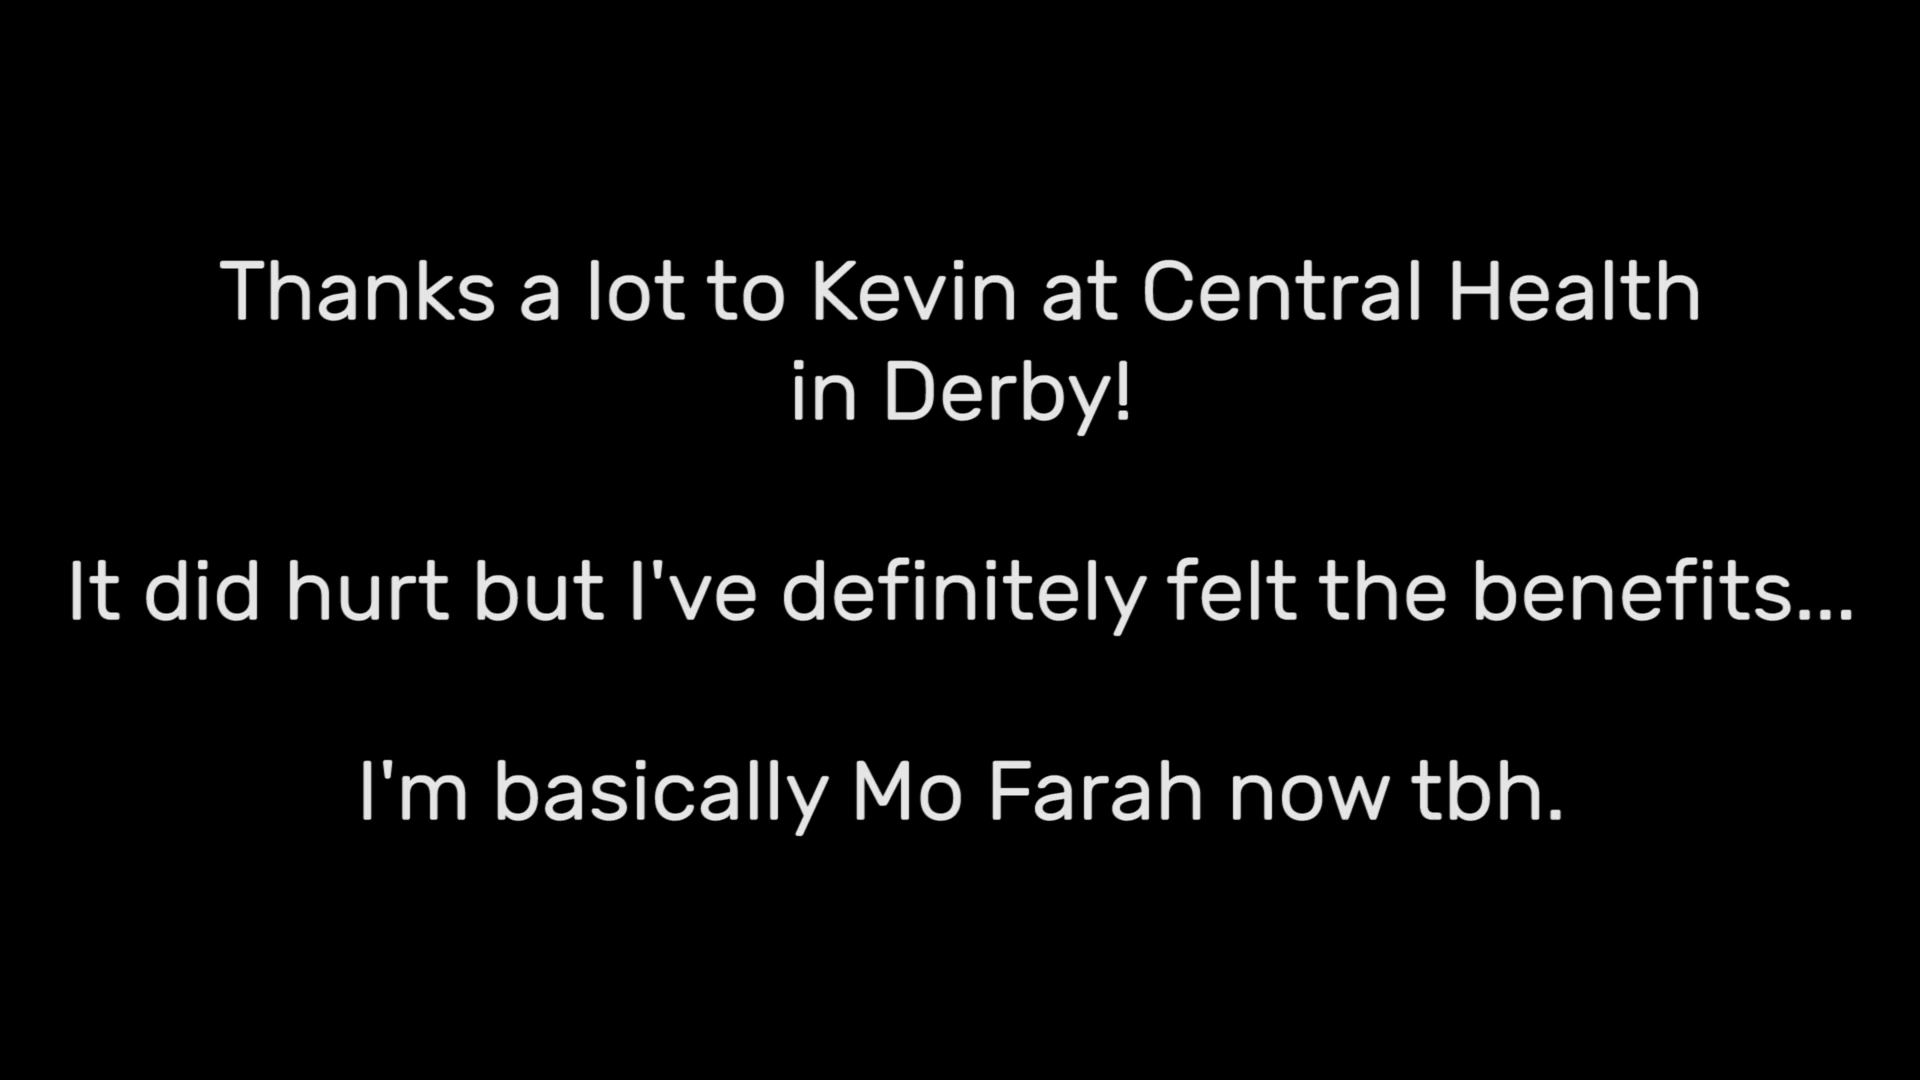 Thanks a lot to Kevin at Central Health
in Derby!
It did hurt but I've definitely felt the benefits...
I'm basically Mo Farah now tbh.